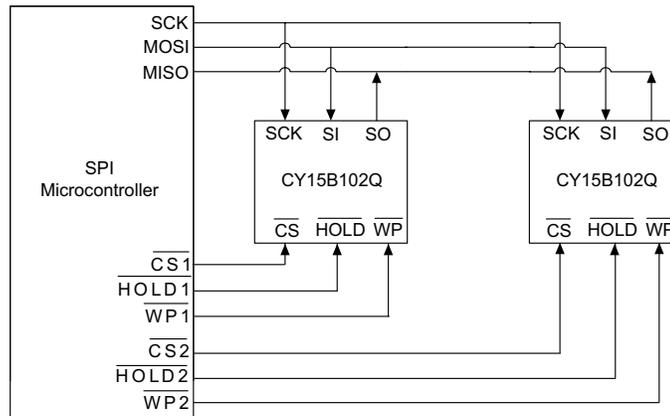 SCK
MOSI
MISO
SCK SI SO
SCK SI SO
SPI
Microcontroller
CY15B102Q
CY15B102Q
CS HOLD WP
CS HOLD WP
CS1
HOLD1
WP1
CS2
HOLD2
WP2